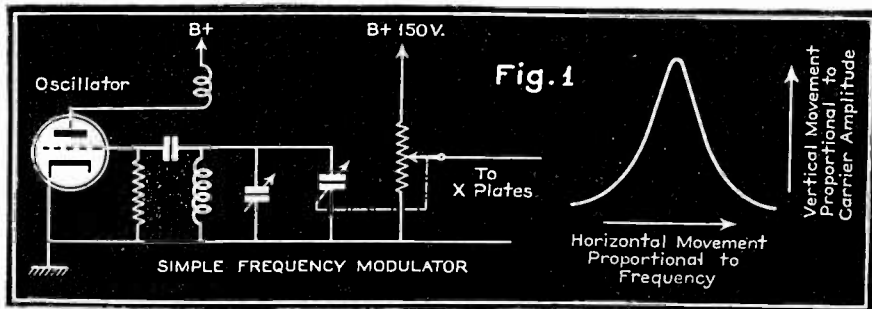 B+
B+ 150V.
Oscillator
Fig. 1
To
X Plates
SIMPLE FREQUENCY MODULATOR
Horizontal Movement
Proportional to
Frequency
Vertical Movement
Proportional to
Carrier Amplitude